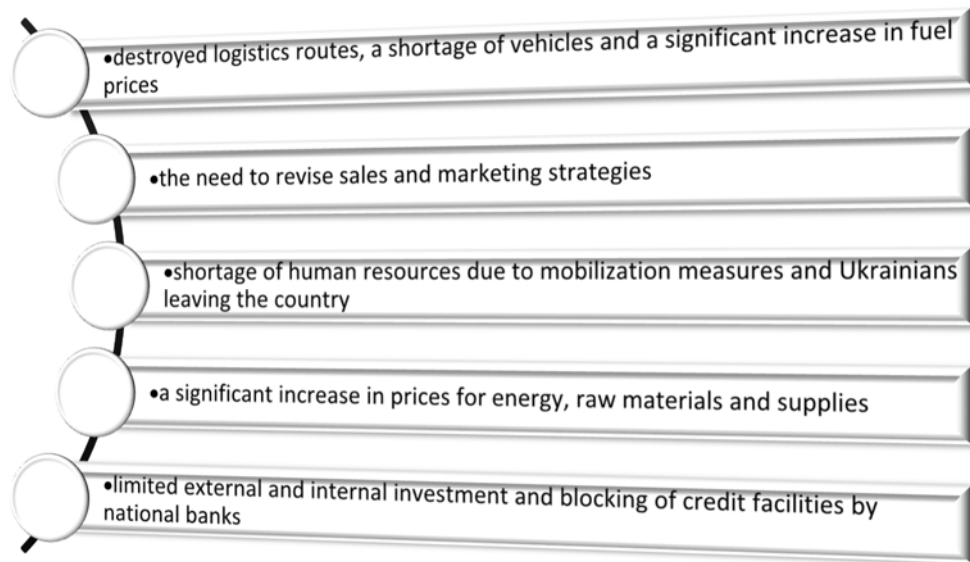 •destroyed logistics routes, a shortage of vehicles and a significant increase in fuel
prices
•the need to revise sales and marketing strategies
•shortage of human resources due to mobilization measures and Ukrainians
leaving the country
•a significant increase in prices for energy, raw materials and supplies
•limited external and internal investment and blocking of credit facilities by
national banks